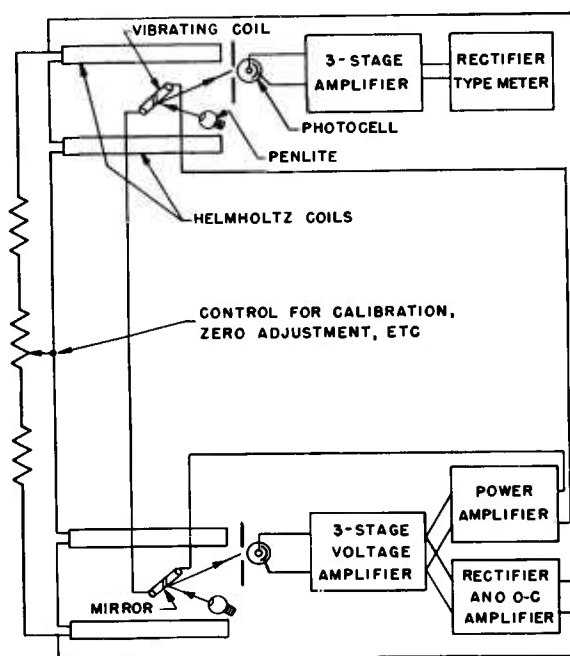 VIBRATING COIL
3-STAGE
AMPLIFIER
RECTIFIER
TYPE METER
PHOTOCELL
PENLITE
HELMHOLTZ COILS
CONTROL FOR CALIBRATION,
ZERO ADJUSTMENT, ETC
POWER
AMPLIFIER
3-STAGE
VOLTAGE
AMPLIFIER
RECTIFIER
AND O-C
AMPLIFIER
MIRROR